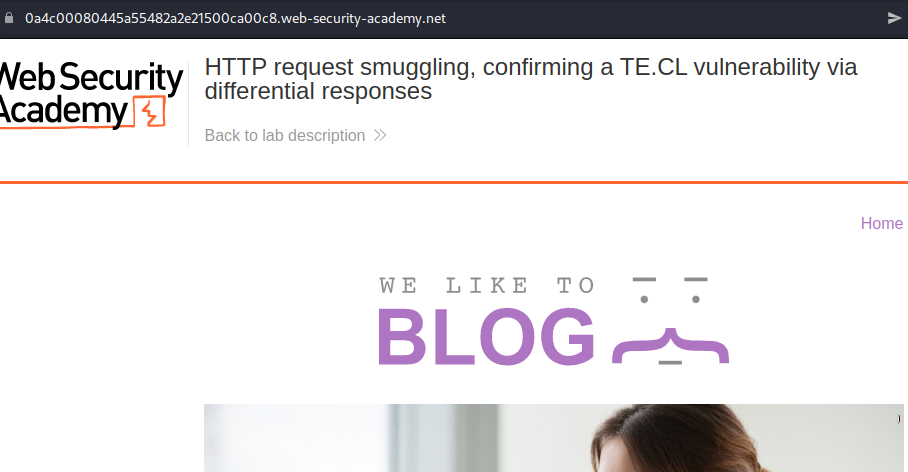 0a4c00080445a55482a2e21500ca00c8.web-security-academy.net
Web Security
Academy
HTTP request smuggling, confirming a TE.CL vulnerability via
differential responses
Back to lab description
Home
WE LIKE TO
BLOG